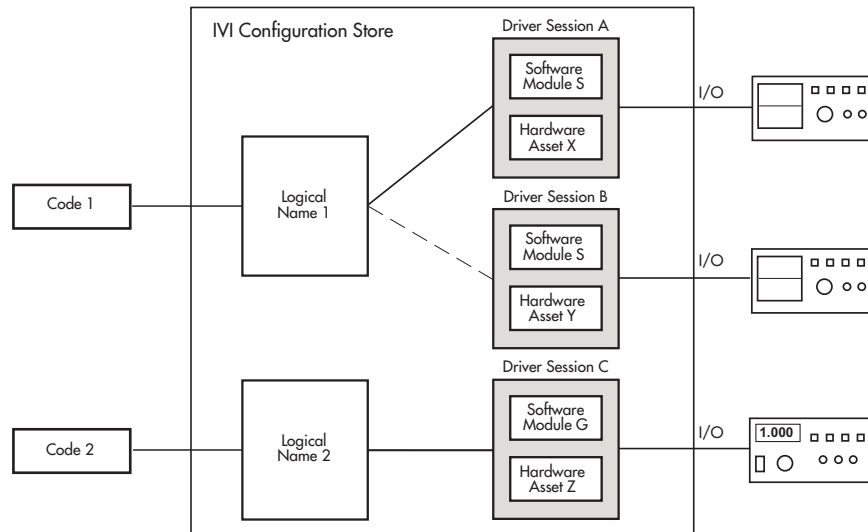 IVI Configuration Store
Driver Session A
Software
Module S
Hardware
Asset X
I/O
Code 1
Logical
Name 1
Driver Session B
Software
Module S
Hardware
Asset Y
I/O
Driver Session C
Software
Module G
Hardware
Asset Z
I/O
1.000
Code 2
Logical
Name 2